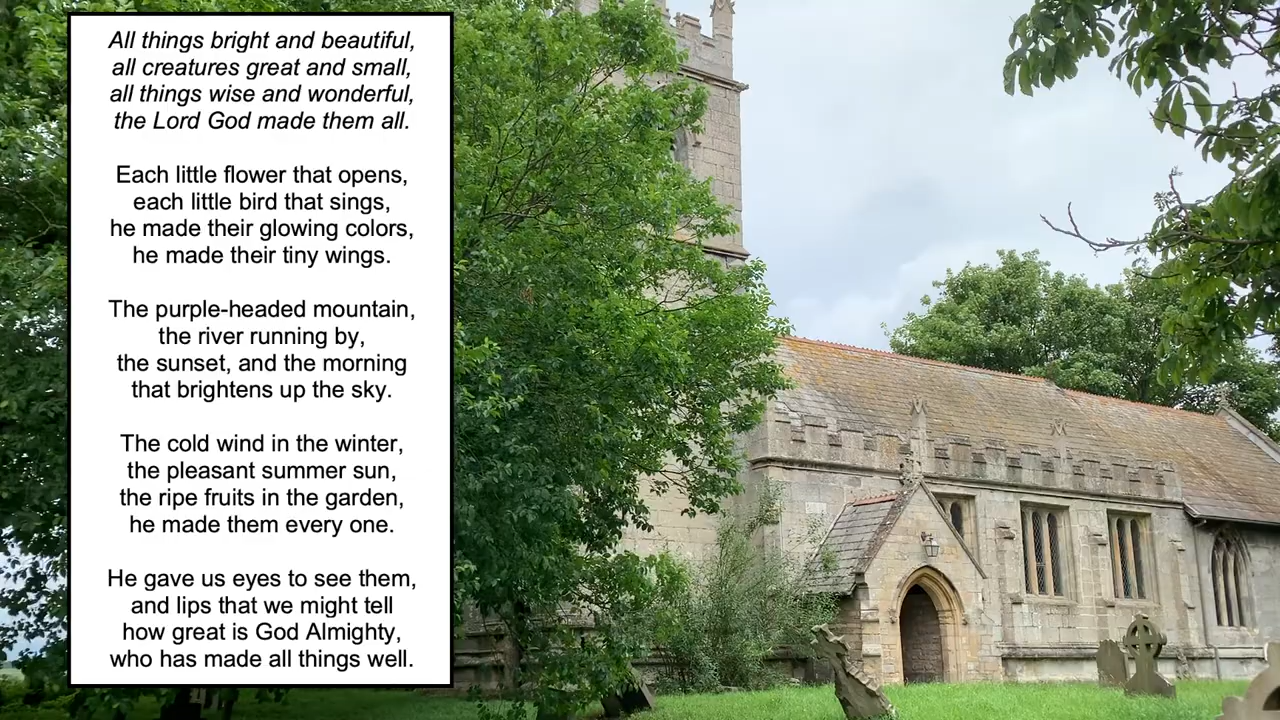 All things bright and beautiful,
all creatures great and small,
all things wise and wonderful,
the Lord God made them all.
Each little flower that opens,
each little bird that sings,
he made their glowing colors,
he made their tiny wings.
The purple-headed mountain,
the river running by,
the sunset, and the morning
that brightens up the sky.
The cold wind in the winter,
the pleasant summer sun,
the ripe fruits in the garden,
he made them every one.
He gave us eyes to see them,
and lips that we might tell
how great is God Almighty,
who has made all things well.